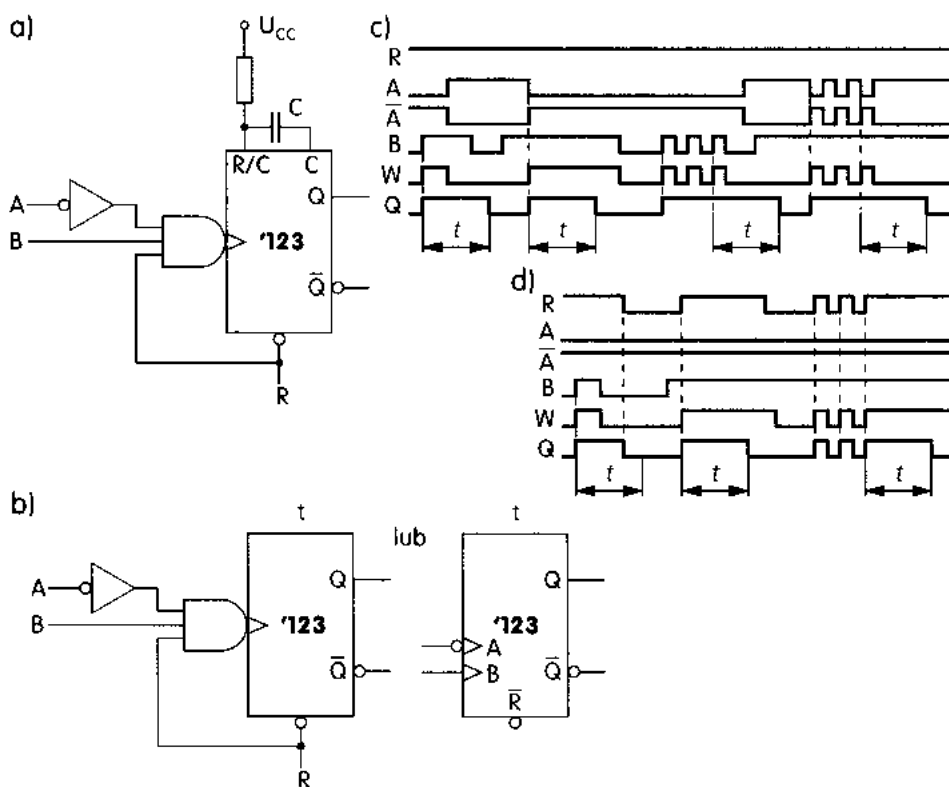 a)
U_CC
C
R/C C
Q
A
B
'123
Q̅
R
c)
R
A
A̅
B
W
Q
t t t t
d)
R
A
A̅
B
W
Q
t t t
b)
t
A
B
Q
'123
Q̅
R
lub
t
Q
'123
A
B
Q̅
R̅